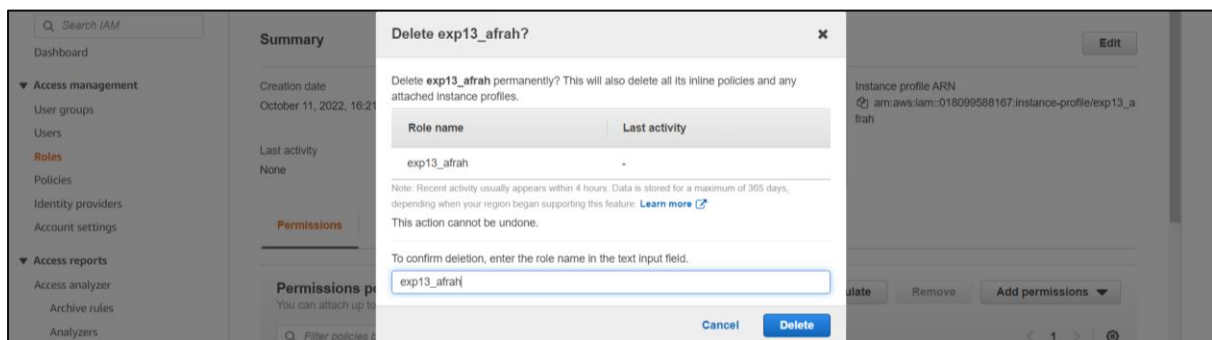 Search IAM
Dashboard
Access management
User groups
Users
Roles
Policies
Identity providers
Account settings
Access reports
Access analyzer
Archive rules
Analyzers
Summary
Edit
Creation date
October 11, 2022, 16:21
Last activity
None
Instance profile ARN
arn:aws:iam::018099588167:instance-profile/exp13_a
frah
Permissions
Permissions po
You can attach up to
Filter policies b
ulate
Remove
Add permissions
1
Delete exp13_afrah?
Delete exp13_afrah permanently? This will also delete all its inline policies and any
attached instance profiles.
Role name Last activity
exp13_afrah -
Note: Recent activity usually appears within 4 hours. Data is stored for a maximum of 365 days,
depending when your region began supporting this feature. Learn more
This action cannot be undone.
To confirm deletion, enter the role name in the text input field.
exp13_afrah
Cancel
Delete